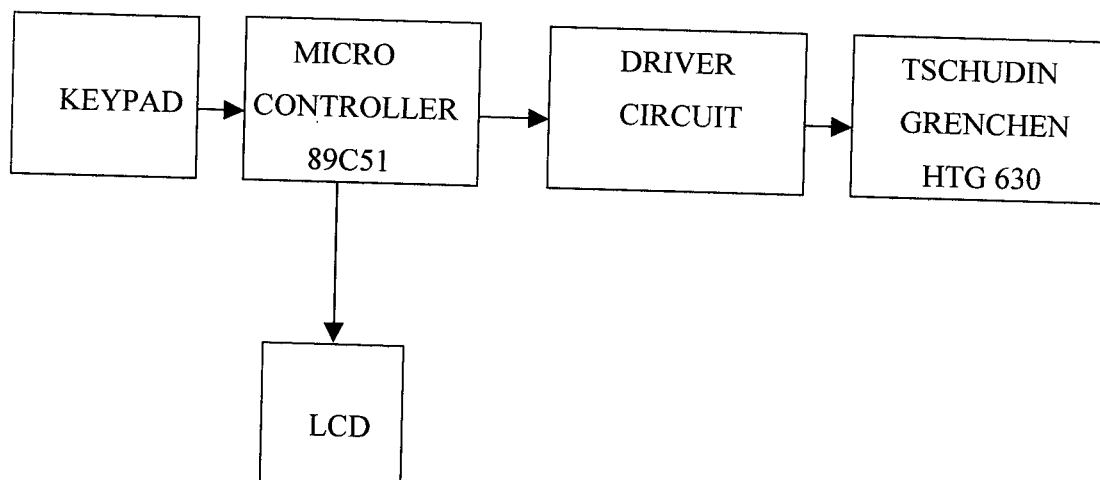 KEYPAD
MICRO
CONTROLLER
89C51
DRIVER
CIRCUIT
TSCHUDIN
GRENCHEN
HTG 630
LCD